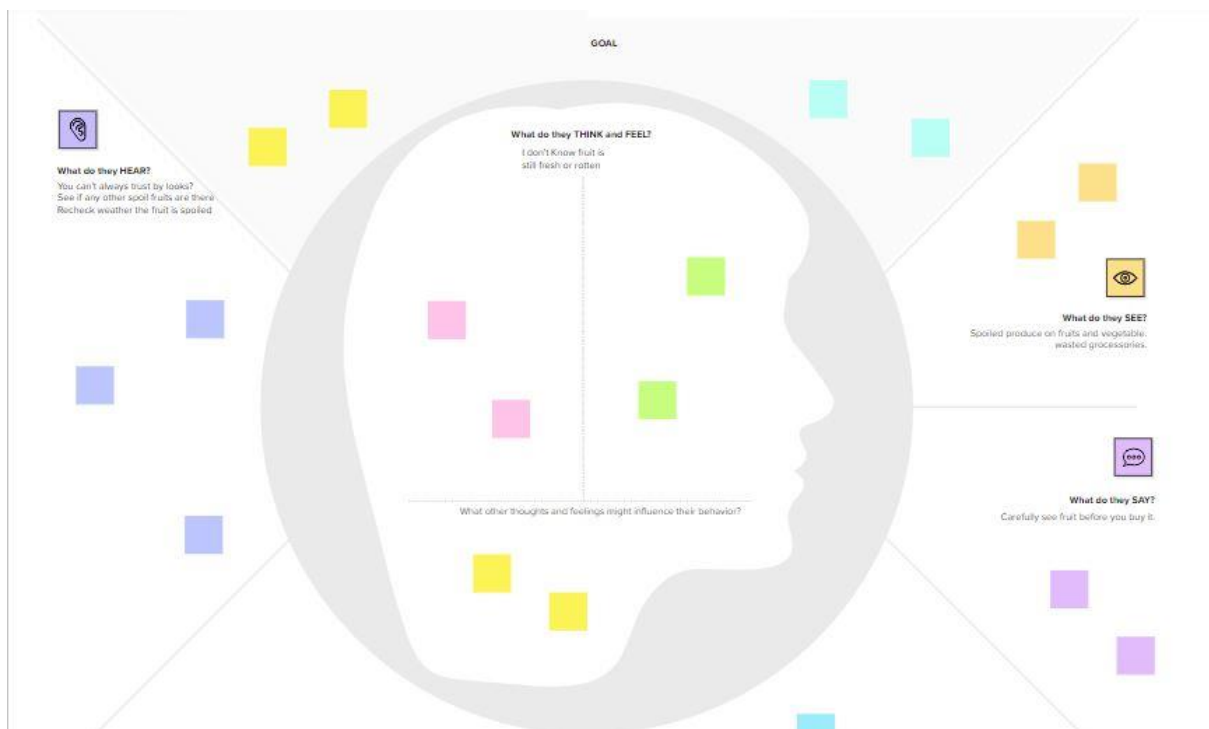 GOAL
What do they THINK and FEEL?
I don't Know fruit is
still fresh or rotten
What do they HEAR?
You can't always trust by looks?
See if any other spoil fruits are there
Recheck weather the fruit is spoiled
What do they SEE?
Spoiled produce on fruits and vegetable.
wasted grocessories.
What do they SAY?
Carefully see fruit before you buy it.
What other thoughts and feelings might influence their behavior?